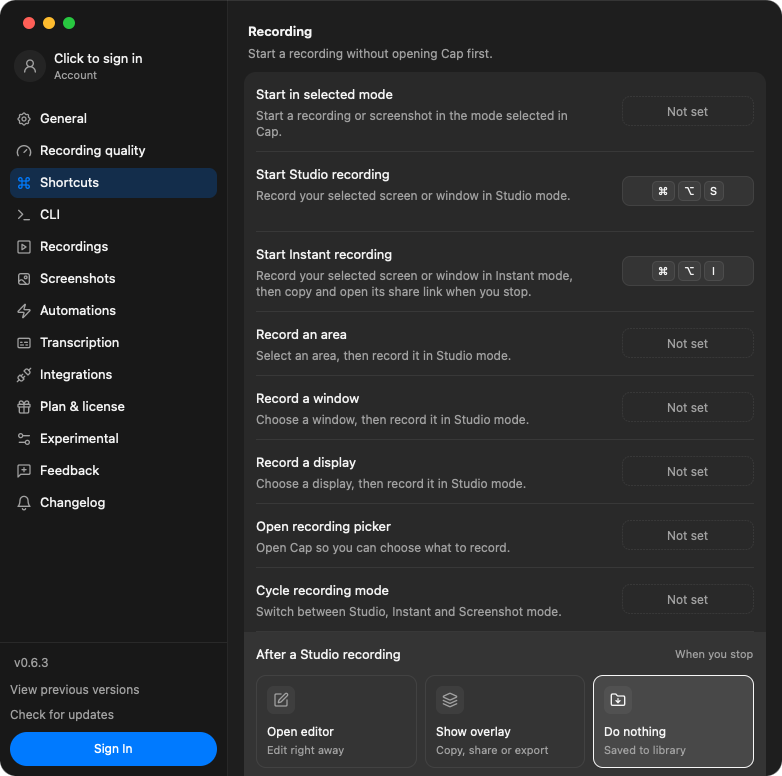 Click to sign in
Account
General
Recording quality
Shortcuts
CLI
Recordings
Screenshots
Automations
Transcription
Integrations
Plan & license
Experimental
Feedback
Changelog
v0.6.3
View previous versions
Check for updates
Sign In
Recording
Start a recording without opening Cap first.
Start in selected mode
Start a recording or screenshot in the mode selected in
Cap.
Not set
Start Studio recording
Record your selected screen or window in Studio mode.
⌘ ⌥ S
Start Instant recording
Record your selected screen or window in Instant mode,
then copy and open its share link when you stop.
⌘ ⌥ I
Record an area
Select an area, then record it in Studio mode.
Not set
Record a window
Choose a window, then record it in Studio mode.
Not set
Record a display
Choose a display, then record it in Studio mode.
Not set
Open recording picker
Open Cap so you can choose what to record.
Not set
Cycle recording mode
Switch between Studio, Instant and Screenshot mode.
Not set
After a Studio recording
When you stop
Open editor
Edit right away
Show overlay
Copy, share or export
Do nothing
Saved to library